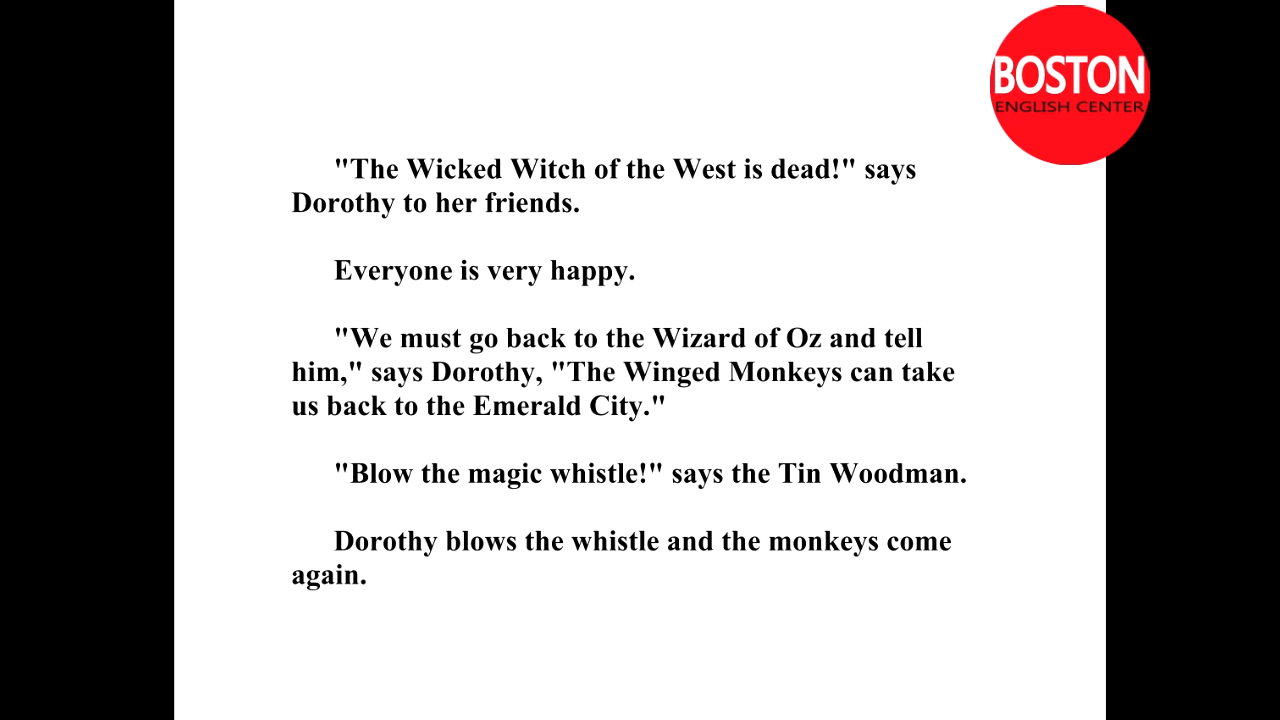 BOSTON
ENGLISH CENTER
"The Wicked Witch of the West is dead!" says
Dorothy to her friends.
Everyone is very happy.
"We must go back to the Wizard of Oz and tell
him," says Dorothy, "The Winged Monkeys can take
us back to the Emerald City."
"Blow the magic whistle!" says the Tin Woodman.
Dorothy blows the whistle and the monkeys come
again.